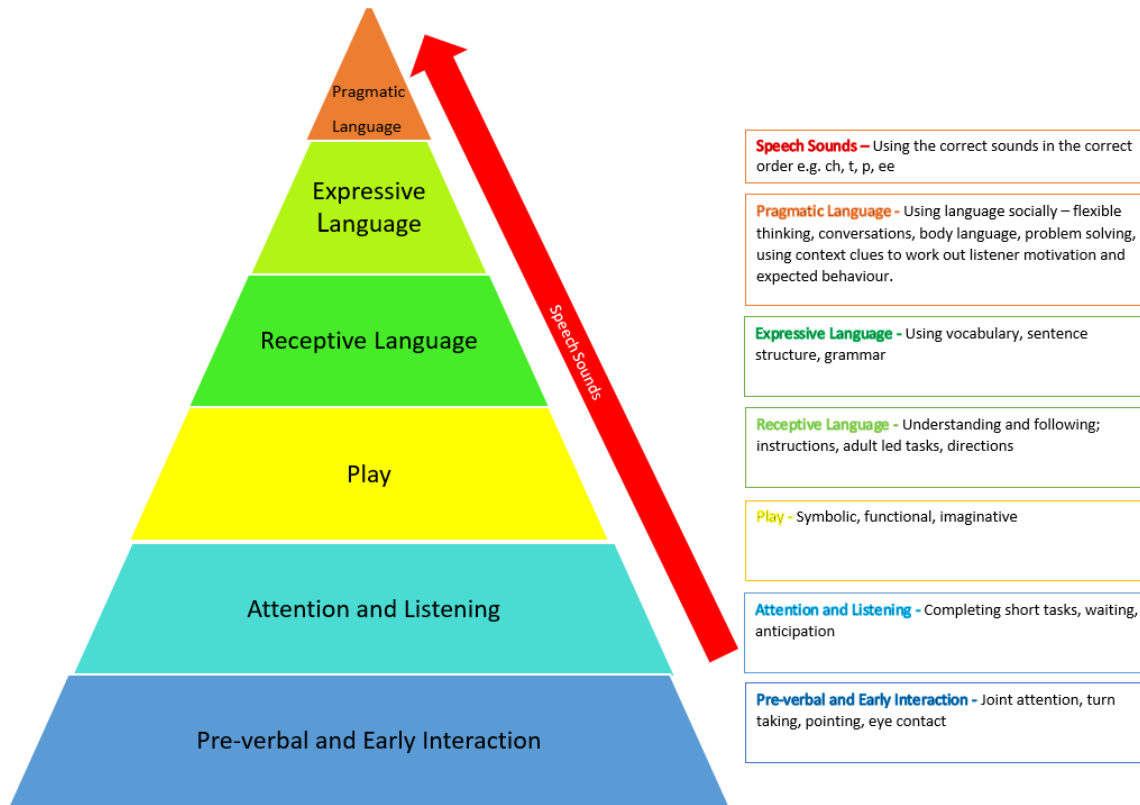 Pragmatic
Language
Expressive
Language
Receptive Language
Play
Attention and Listening
Pre-verbal and Early Interaction
Speech Sounds
Speech Sounds – Using the correct sounds in the correct
order e.g. ch, t, p, ee
Pragmatic Language - Using language socially – flexible
thinking, conversations, body language, problem solving,
using context clues to work out listener motivation and
expected behaviour.
Expressive Language - Using vocabulary, sentence
structure, grammar
Receptive Language - Understanding and following;
instructions, adult led tasks, directions
Play - Symbolic, functional, imaginative
Attention and Listening - Completing short tasks, waiting,
anticipation
Pre-verbal and Early Interaction - Joint attention, turn
taking, pointing, eye contact